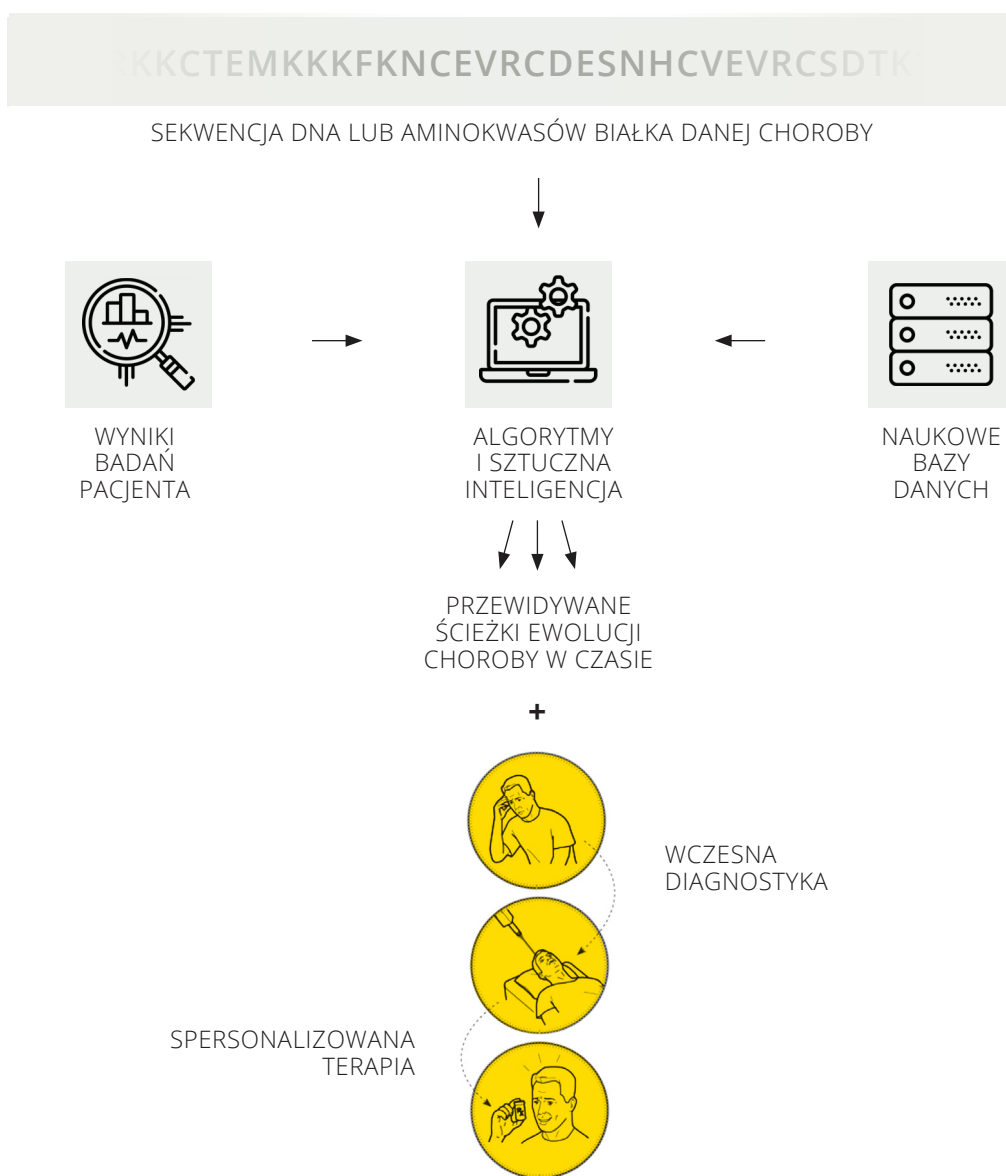 KKCTEMKKKFKNCEVRCDESNHCVEVRCSDTK
SEKWENCJA DNA LUB AMINOKWASÓW BIAŁKA DANEJ CHOROBY
WYNIKI
BADAŃ
PACJENTA
ALGORYTMY
I SZTUCZNA
INTELIGENCJA
NAUKOWE
BAZY
DANYCH
PRZEWIDYWANE
ŚCIEŻKI EWOLUCJI
CHOROBY W CZASIE
+
WCZESNA
DIAGNOSTYKA
SPERSONALIZOWANA
TERAPIA